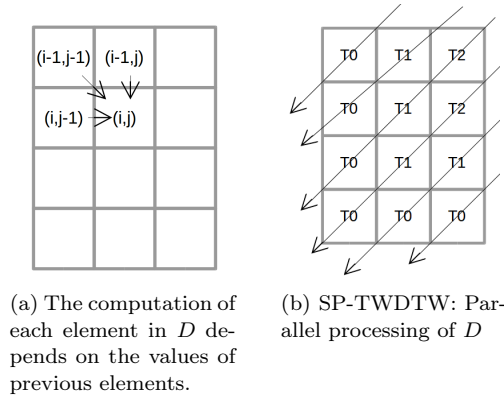 (i-1,j-1) (i-1,j)
(i,j-1) (i,j)
(a) The computation of
each element in D de-
pends on the values of
previous elements.
T0 T1 T2
T0 T1 T2
T0 T1 T1
T0 T0 T0
(b) SP-TWDTW: Par-
allel processing of D